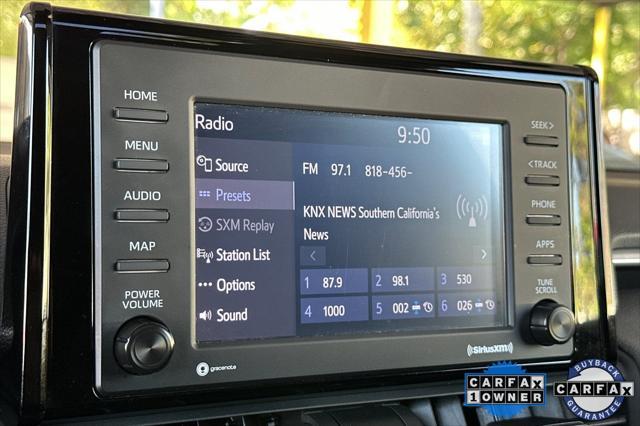 HOME
MENU
AUDIO
MAP
POWER
VOLUME
Radio
9:50
Source
Presets
SXM Replay
Station List
Options
Sound
FM 97.1 818-456-
KNX NEWS Southern California's
News
1 87.9 2 98.1 3 530
4 1000 5 002 6 026
SEEK >
< TRACK
PHONE
APPS
TUNE
SCROLL
gracenote
((SiriusXM))
CARFAX
1 OWNER
BUYBACK
CARFAX
GUARANTEE